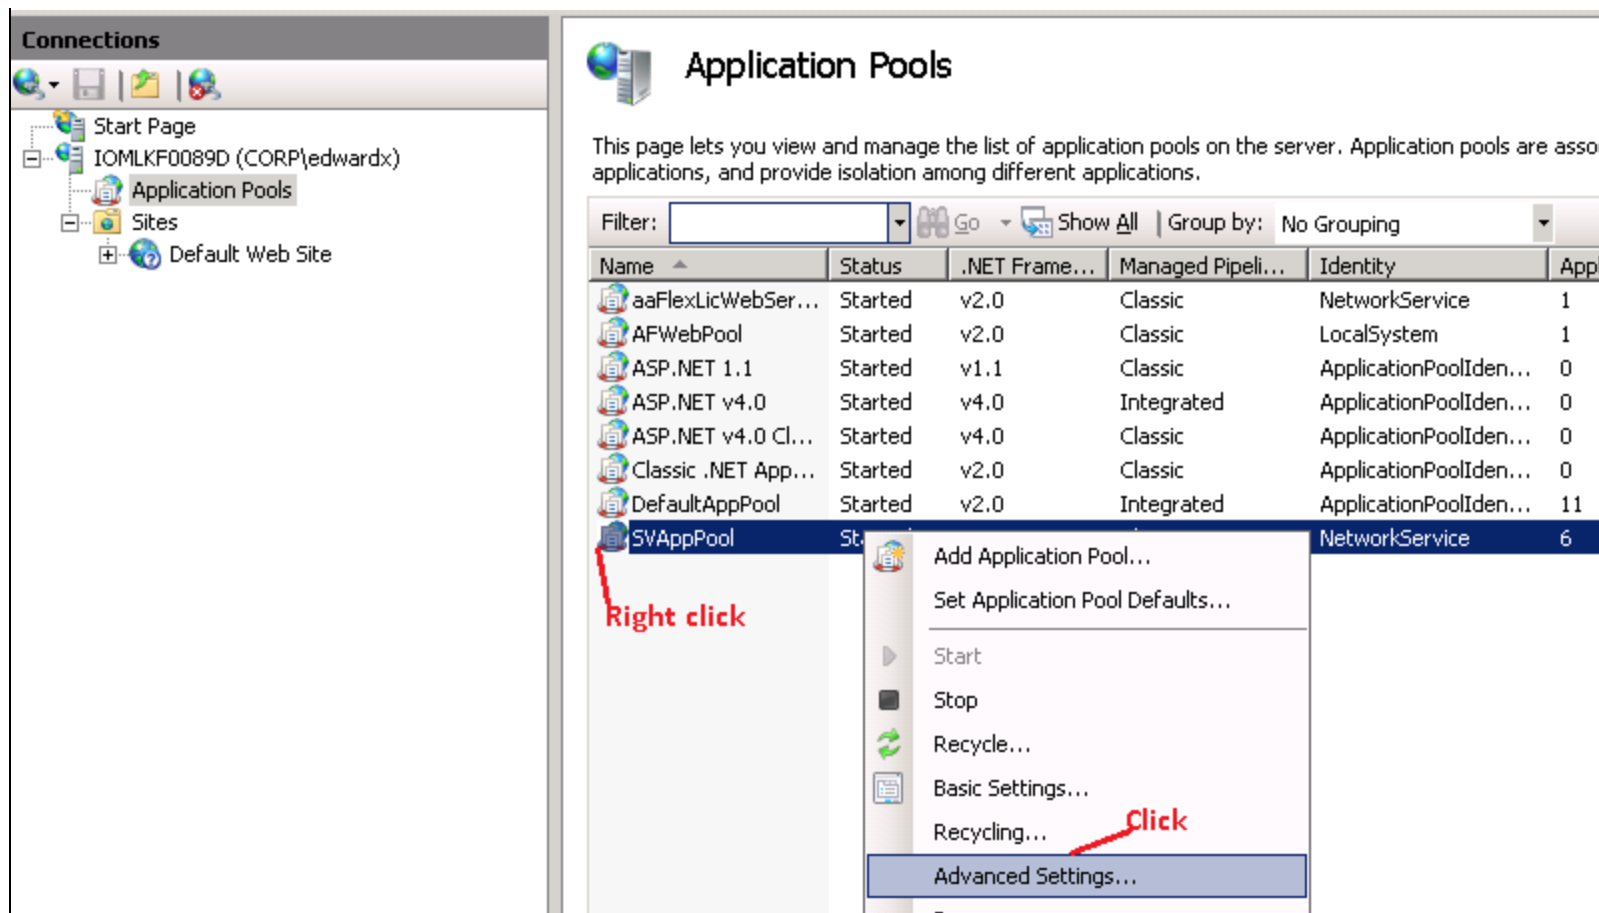 Connections
Start Page
IOMLKF0089D (CORP\edwardx)
Application Pools
Sites
Default Web Site
Application Pools
This page lets you view and manage the list of application pools on the server. Application pools are asso
applications, and provide isolation among different applications.
Filter: Go Show All Group by: No Grouping
Name Status .NET Frame... Managed Pipeli... Identity Appl
aaFlexLicWebSer... Started v2.0 Classic NetworkService 1
AFWebPool Started v2.0 Classic LocalSystem 1
ASP.NET 1.1 Started v1.1 Classic ApplicationPoolIden... 0
ASP.NET v4.0 Started v4.0 Integrated ApplicationPoolIden... 0
ASP.NET v4.0 Cl... Started v4.0 Classic ApplicationPoolIden... 0
Classic .NET App... Started v2.0 Classic ApplicationPoolIden... 0
DefaultAppPool Started v2.0 Integrated ApplicationPoolIden... 11
SVAppPool St NetworkService 6
Right click
Add Application Pool...
Set Application Pool Defaults...
Start
Stop
Recycle...
Basic Settings...
Recycling...
Click
Advanced Settings...